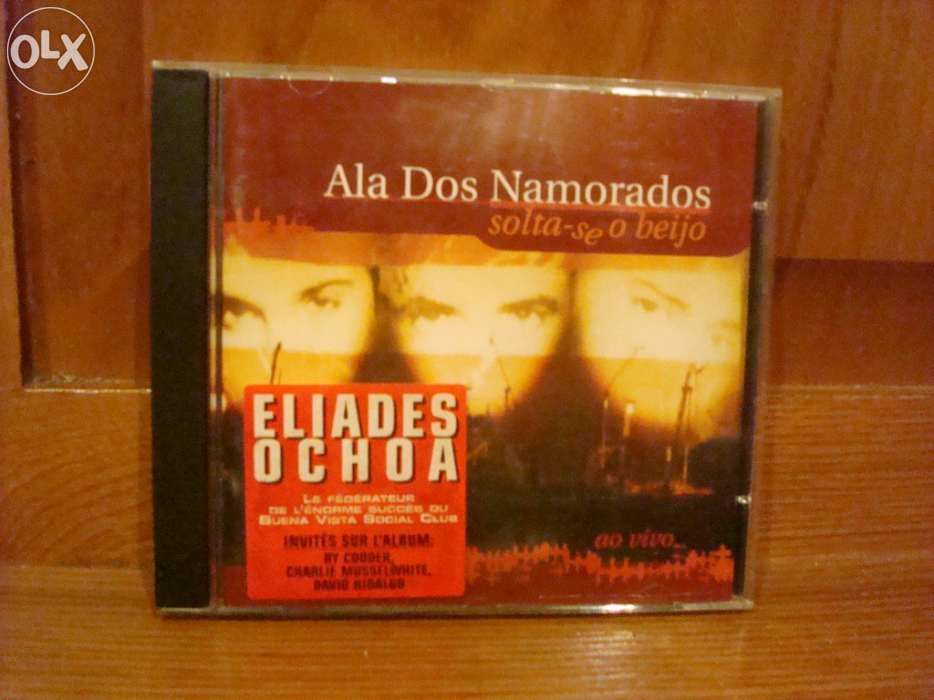 OLX
Ala Dos Namorados
solta-se o beijo
ELIADES
OCHOA
LE FÉDÉRATEUR
DE L'ÉNORME SUCCÈS DU
BUENA VISTA SOCIAL CLUB
INVITÉS SUR L'ALBUM:
RY COODER,
CHARLIE MUSSELWHITE,
DAVID HIDALGO
ao vivo...